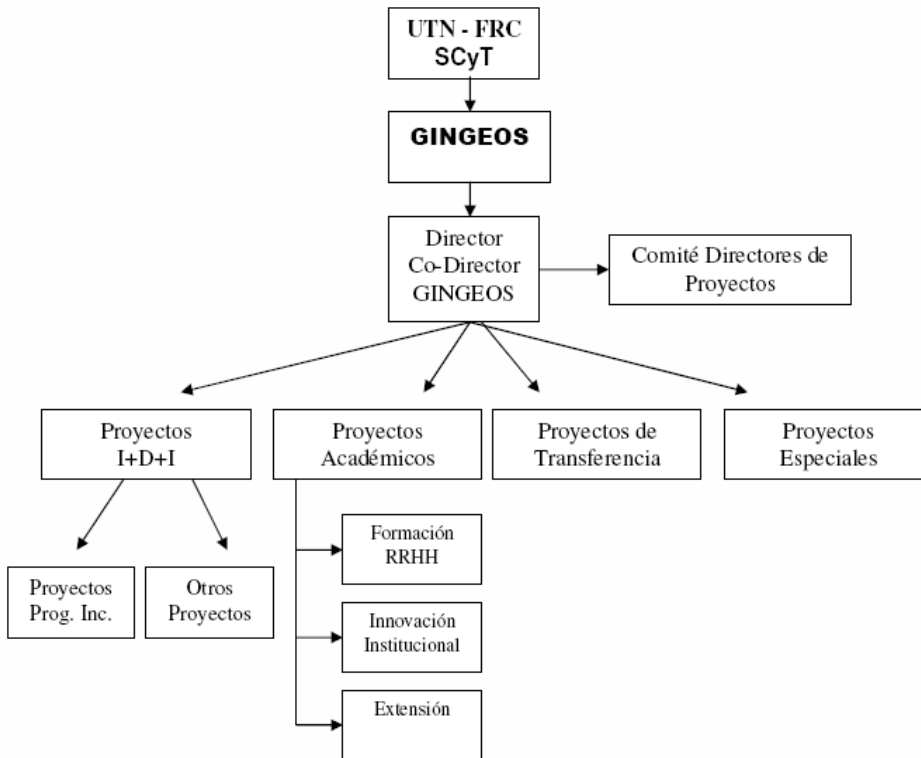 UTN - FRC
SCyT
GINGEOS
Director
Co-Director
GINGEOS
Comité Directores de
Proyectos
Proyectos
I+D+I
Proyectos
Académicos
Proyectos de
Transferencia
Proyectos
Especiales
Proyectos
Prog. Inc.
Otros
Proyectos
Formación
RRHH
Innovación
Institucional
Extensión